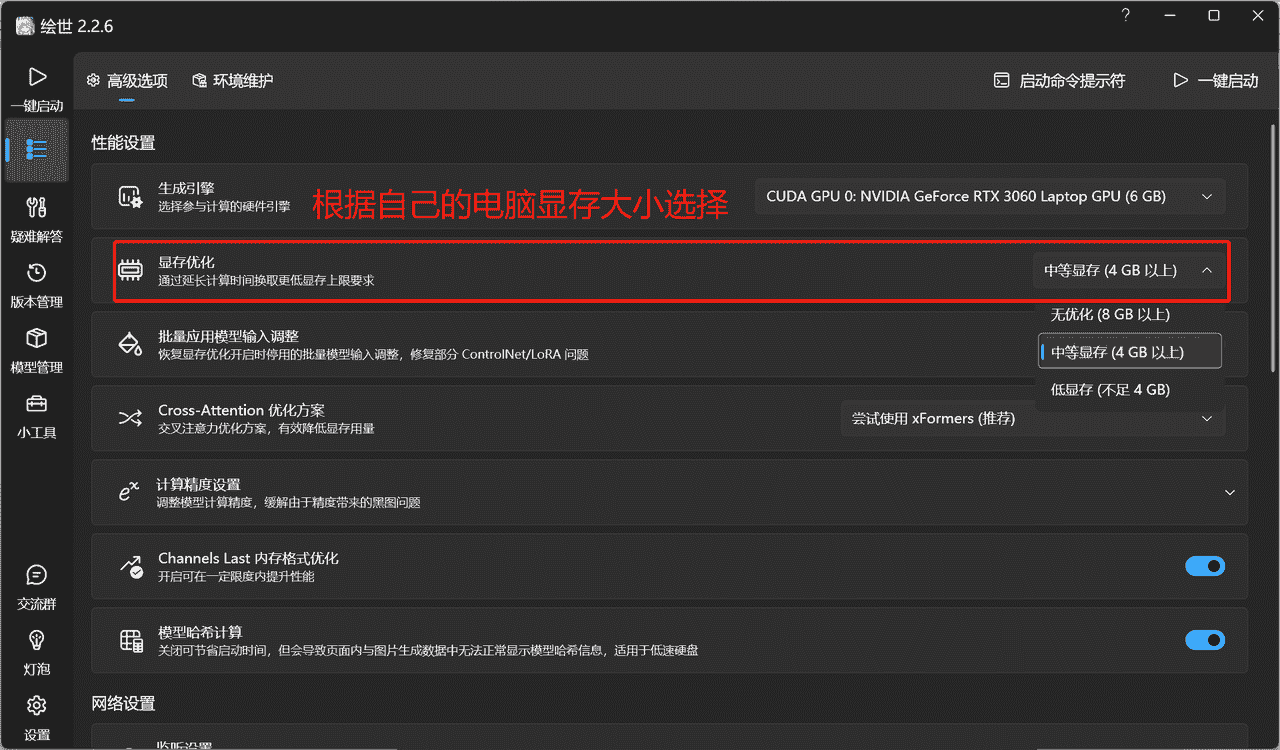 绘世 2.2.6
?
一键启动
高级选项
环境维护
启动命令提示符
一键启动
性能设置
生成引擎
选择参与计算的硬件引擎
根据自己的电脑显存大小选择
CUDA GPU 0: NVIDIA GeForce RTX 3060 Laptop GPU (6 GB)
疑难解答
显存优化
通过延长计算时间换取更低显存上限要求
中等显存 (4 GB 以上)
版本管理
无优化 (8 GB 以上)
中等显存 (4 GB 以上)
低显存 (不足 4 GB)
批量应用模型输入调整
恢复显存优化开启时停用的批量模型输入调整，修复部分 ControlNet/LoRA 问题
模型管理
Cross-Attention 优化方案
交叉注意力优化方案，有效降低显存用量
尝试使用 xFormers (推荐)
小工具
计算精度设置
调整模型计算精度，缓解由于精度带来的黑图问题
Channels Last 内存格式优化
开启可在一定限度内提升性能
交流群
模型哈希计算
关闭可节省启动时间，但会导致页面内与图片生成数据中无法正常显示模型哈希信息，适用于低速硬盘
灯泡
网络设置
设置
监听设置